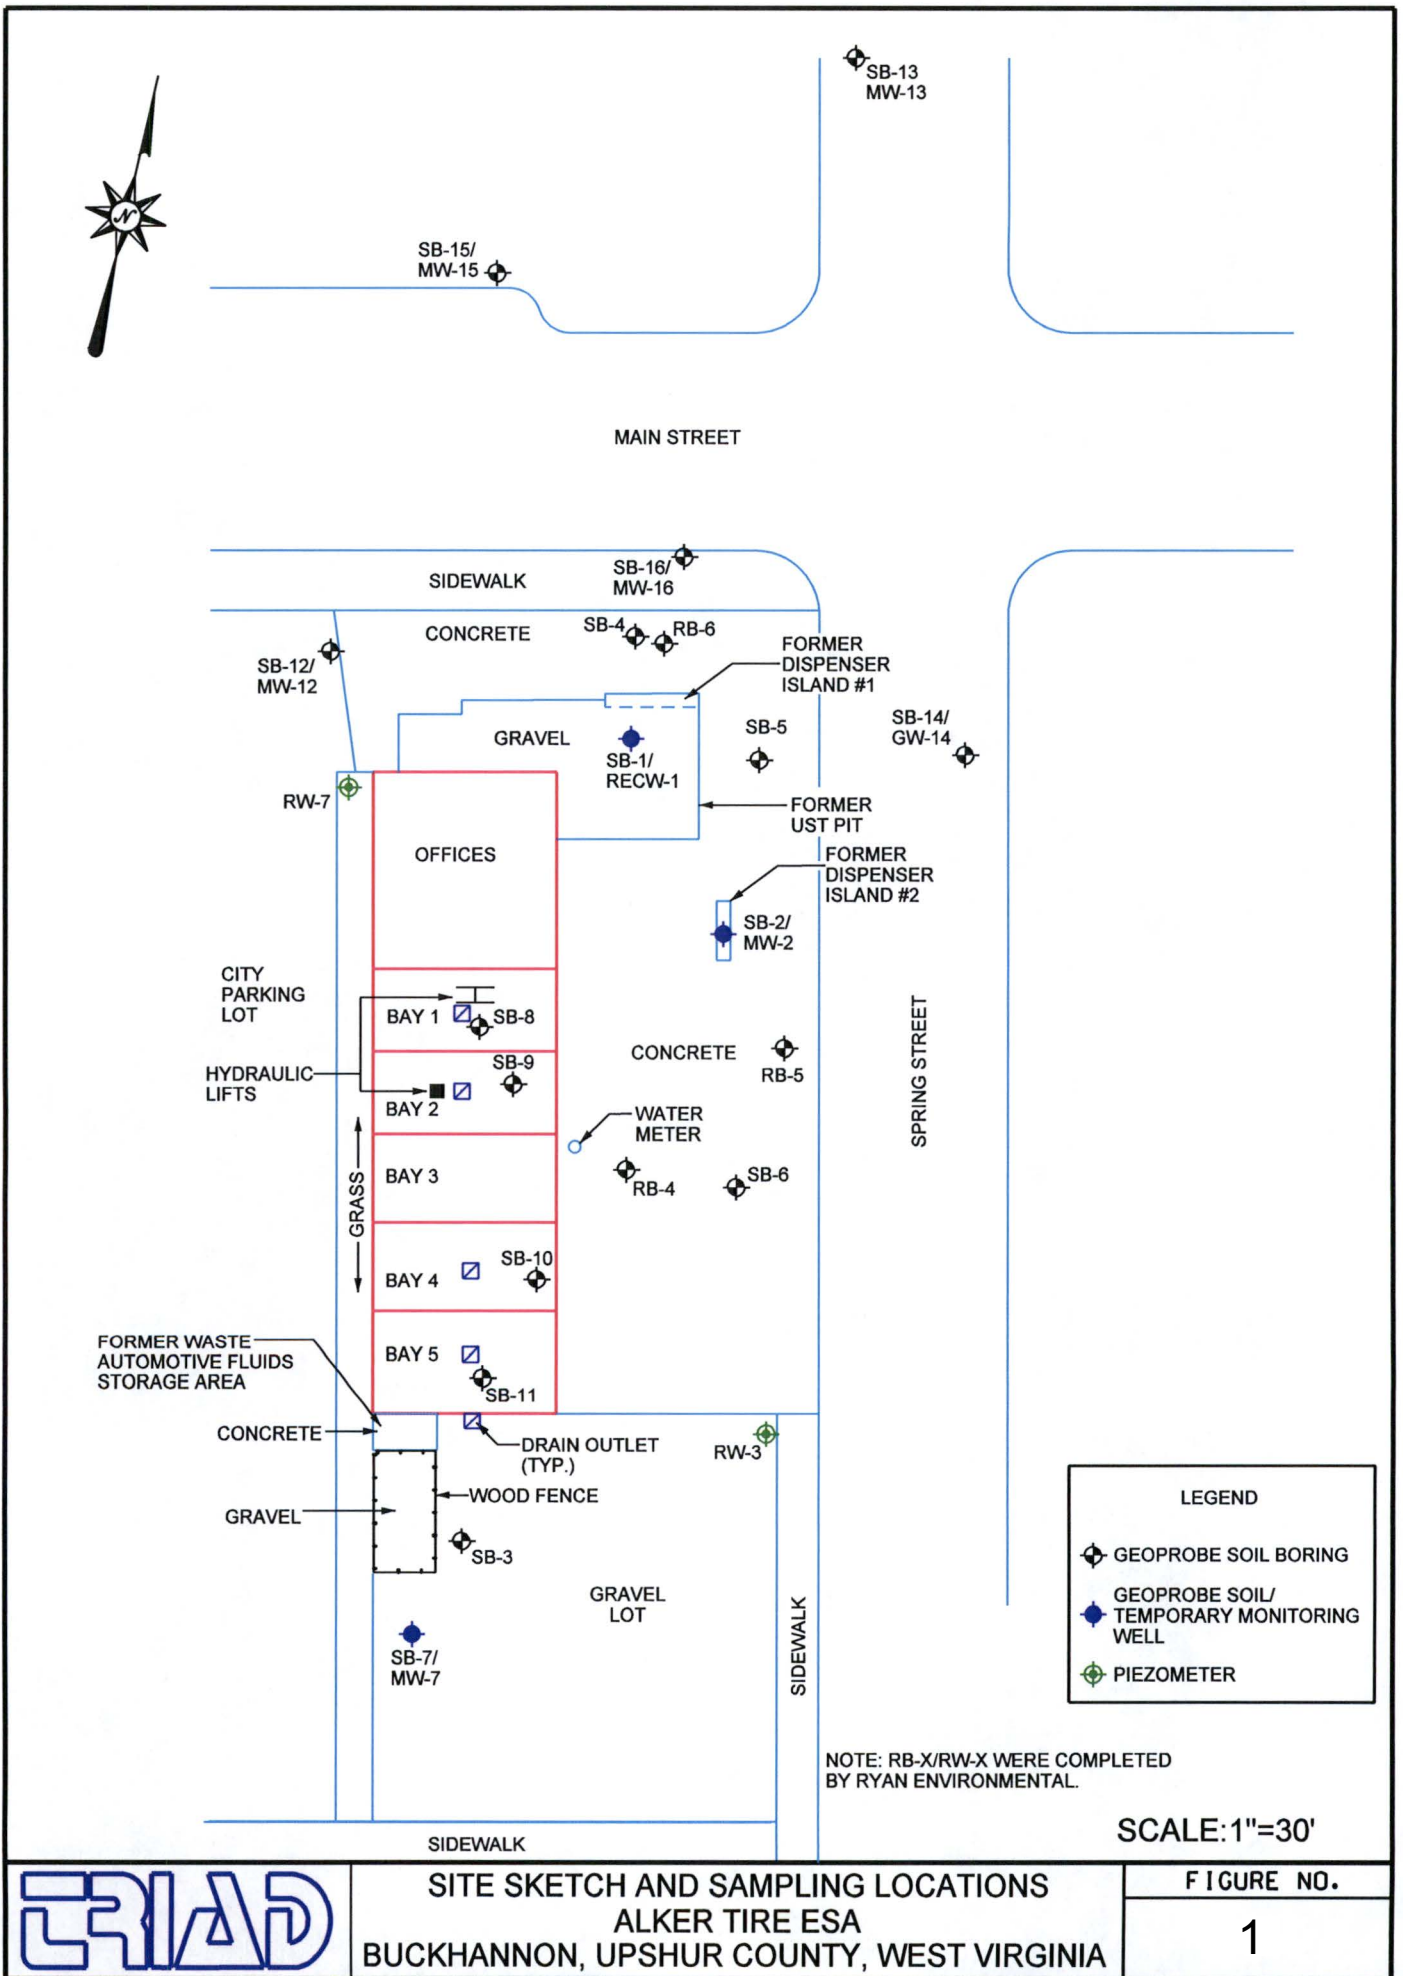 SB-13
MW-13
N
SB-15/
MW-15
MAIN STREET
SB-16/
MW-16
SIDEWALK
CONCRETE
SB-4
RB-6
FORMER
DISPENSER
ISLAND #1
SB-12/
MW-12
SB-14/
GW-14
SB-5
GRAVEL
SB-1/
RECW-1
RW-7
FORMER
UST PIT
OFFICES
FORMER
DISPENSER
ISLAND #2
SB-2/
MW-2
CITY
PARKING
LOT
BAY 1
SB-8
CONCRETE
RB-5
SPRING STREET
HYDRAULIC
LIFTS
SB-9
BAY 2
WATER
METER
BAY 3
RB-4
SB-6
GRASS
SB-10
BAY 4
FORMER WASTE
AUTOMOTIVE FLUIDS
STORAGE AREA
BAY 5
SB-11
CONCRETE
DRAIN OUTLET
(TYP.)
RW-3
WOOD FENCE
GRAVEL
SB-3
GRAVEL
LOT
SB-7/
MW-7
SIDEWALK
LEGEND
GEOPROBE SOIL BORING
GEOPROBE SOIL/
TEMPORARY MONITORING
WELL
PIEZOMETER
NOTE: RB-X/RW-X WERE COMPLETED
BY RYAN ENVIRONMENTAL.
SCALE:1"=30'
SIDEWALK
TRIAD
SITE SKETCH AND SAMPLING LOCATIONS
ALKER TIRE ESA
BUCKHANNON, UPSHUR COUNTY, WEST VIRGINIA
FIGURE NO.
1